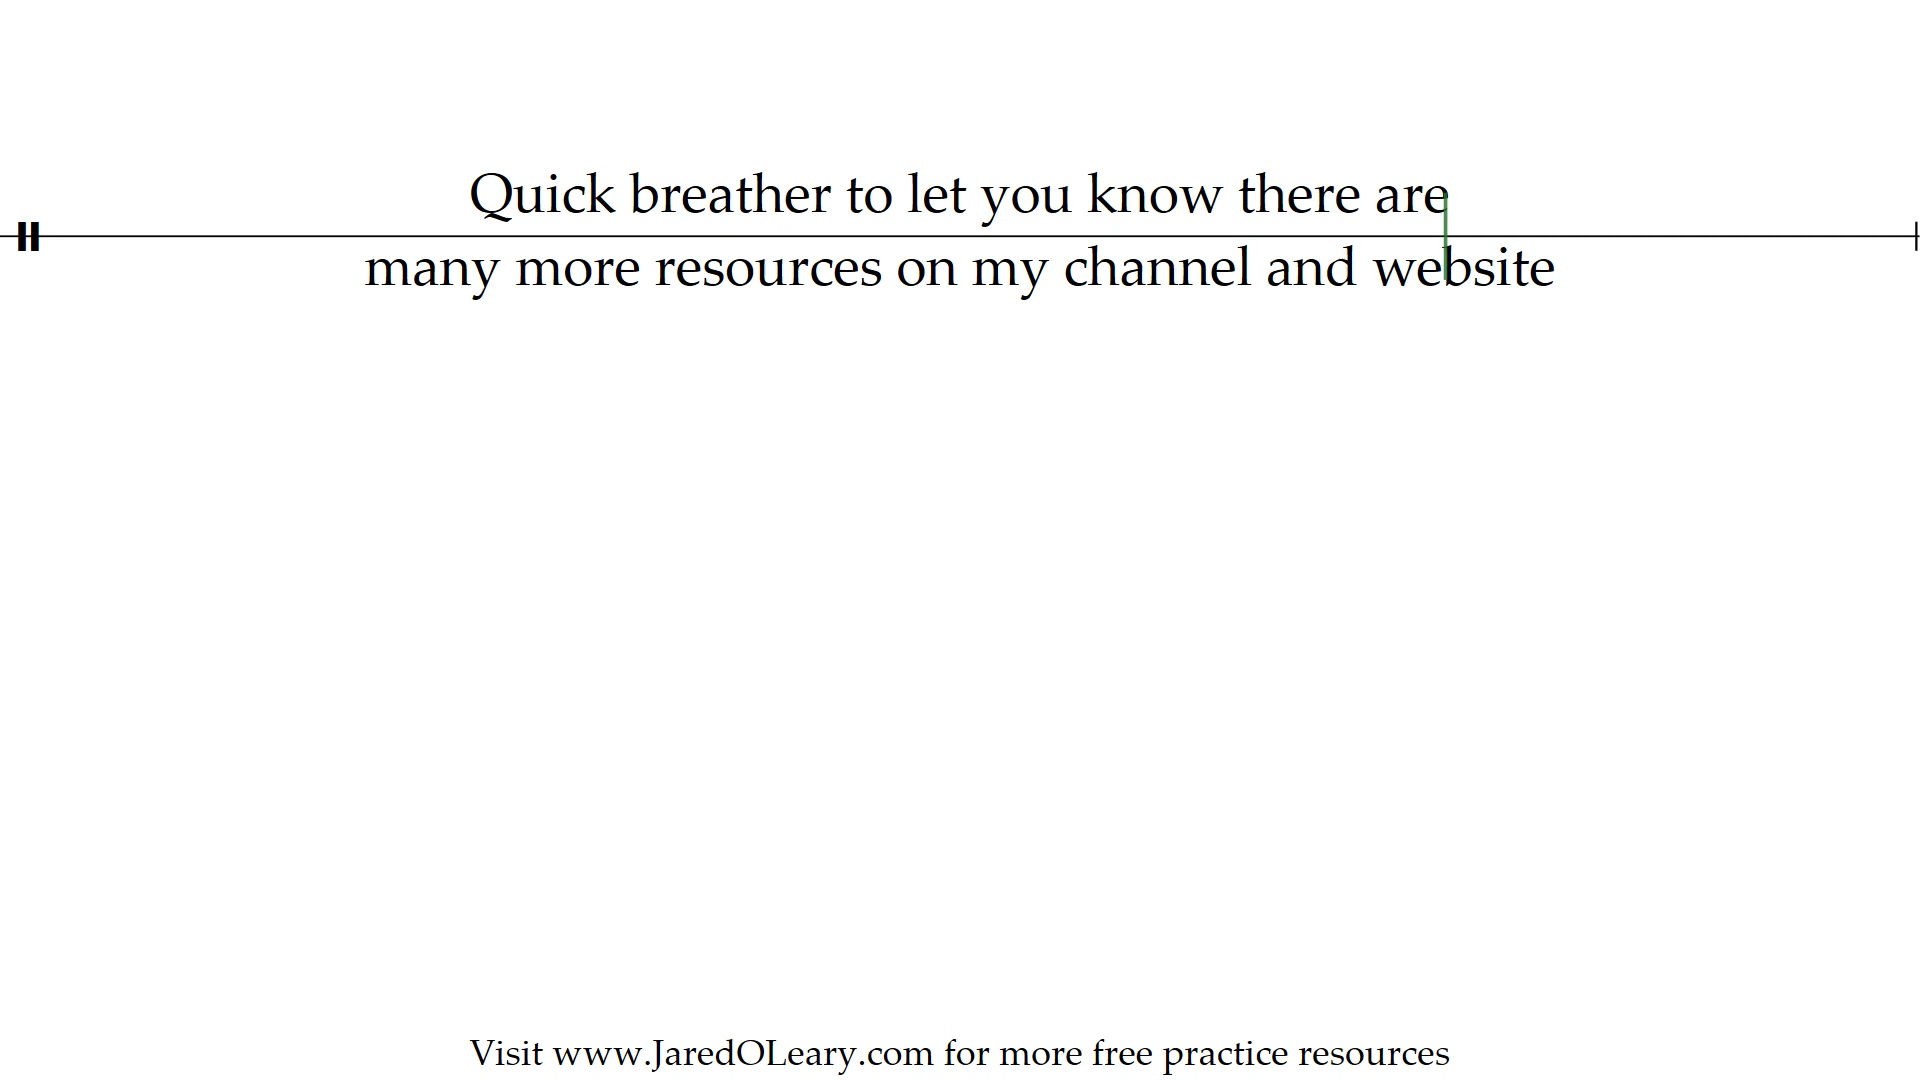 Quick breather to let you know there are
many more resources on my channel and website
Visit www.JaredOLeary.com for more free practice resources